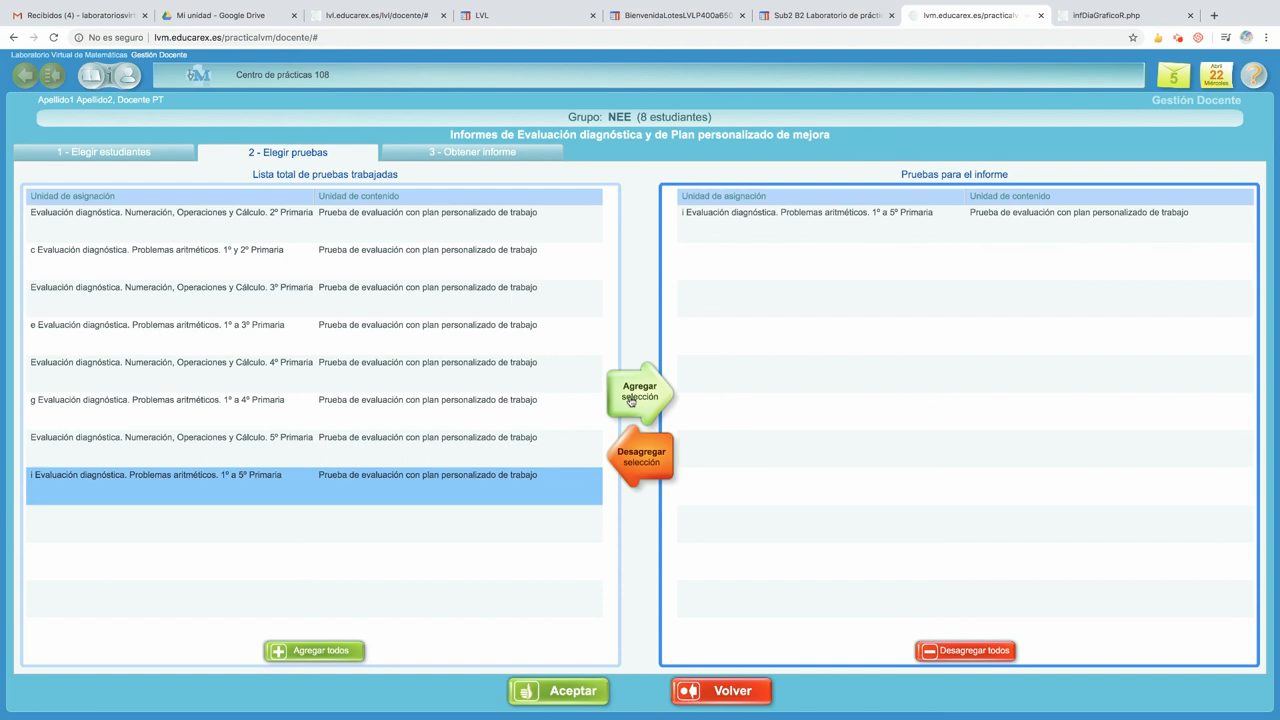 Recibidos (4) - laboratoriosvirt
Mi unidad - Google Drive
lvl.educarex.es/lvl/docente/#
LVL
BienvenidaLotesLVLP400a650
Sub2 B2 Laboratorio de práctic
lvm.educarex.es/practicalvm/
infDiaGraficoR.php
No es seguro | lvm.educarex.es/practicalvm/docente/#
Laboratorio Virtual de Matemáticas Gestión Docente
Centro de prácticas 108
5
Abril
22
Miércoles
?
Apellido1 Apellido2, Docente PT
Gestión Docente
Grupo: NEE (8 estudiantes)
Informes de Evaluación diagnóstica y de Plan personalizado de mejora
1 - Elegir estudiantes
2 - Elegir pruebas
3 - Obtener informe
Lista total de pruebas trabajadas
Unidad de asignación Unidad de contenido
Evaluación diagnóstica. Numeración, Operaciones y Cálculo. 2º Primaria Prueba de evaluación con plan personalizado de trabajo
c Evaluación diagnóstica. Problemas aritméticos. 1º y 2º Primaria Prueba de evaluación con plan personalizado de trabajo
Evaluación diagnóstica. Numeración, Operaciones y Cálculo. 3º Primaria Prueba de evaluación con plan personalizado de trabajo
e Evaluación diagnóstica. Problemas aritméticos. 1º a 3º Primaria Prueba de evaluación con plan personalizado de trabajo
Evaluación diagnóstica. Numeración, Operaciones y Cálculo. 4º Primaria Prueba de evaluación con plan personalizado de trabajo
g Evaluación diagnóstica. Problemas aritméticos. 1º a 4º Primaria Prueba de evaluación con plan personalizado de trabajo
Evaluación diagnóstica. Numeración, Operaciones y Cálculo. 5º Primaria Prueba de evaluación con plan personalizado de trabajo
i Evaluación diagnóstica. Problemas aritméticos. 1º a 5º Primaria Prueba de evaluación con plan personalizado de trabajo
Agregar todos
Agregar
selección
Desagregar
selección
Pruebas para el informe
Unidad de asignación Unidad de contenido
i Evaluación diagnóstica. Problemas aritméticos. 1º a 5º Primaria Prueba de evaluación con plan personalizado de trabajo
Desagregar todos
Aceptar
Volver